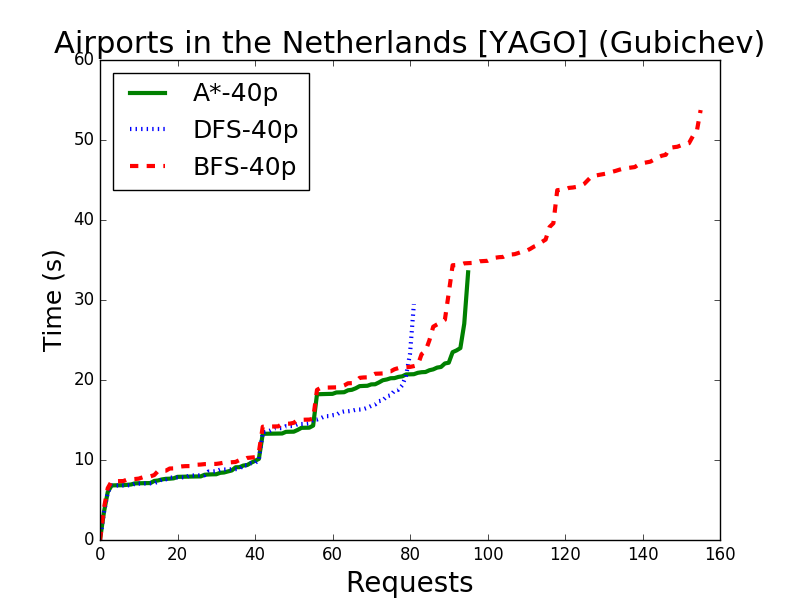 Airports in the Netherlands [YAGO] (Gubichev)
60
50
40
30
20
10
0
Time (s)
A*-40p
DFS-40p
BFS-40p
0 20 40 60 80 100 120 140 160
Requests